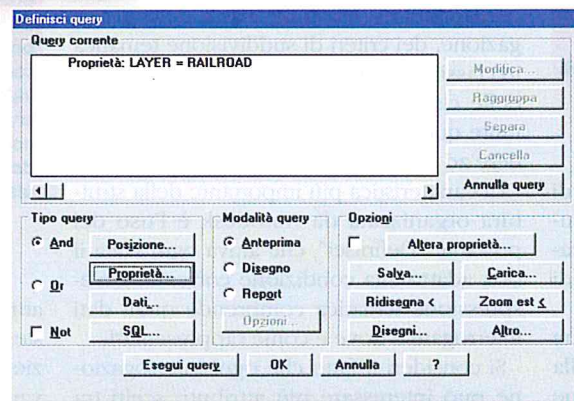 Definisci query
Query corrente
Proprietà: LAYER = RAILROAD
Modifica...
Raggruppa
Separa
Cancella
Annulla query
Tipo query
And
Or
Not
Posizione...
Proprietà...
Dati...
SQL...
Modalità query
Anteprima
Disegno
Report
Opzioni...
Opzioni
Altera proprietà...
Salva...
Carica...
Ridisegna <
Zoom est <
Disegni...
Altro...
Esegui query
OK
Annulla
?